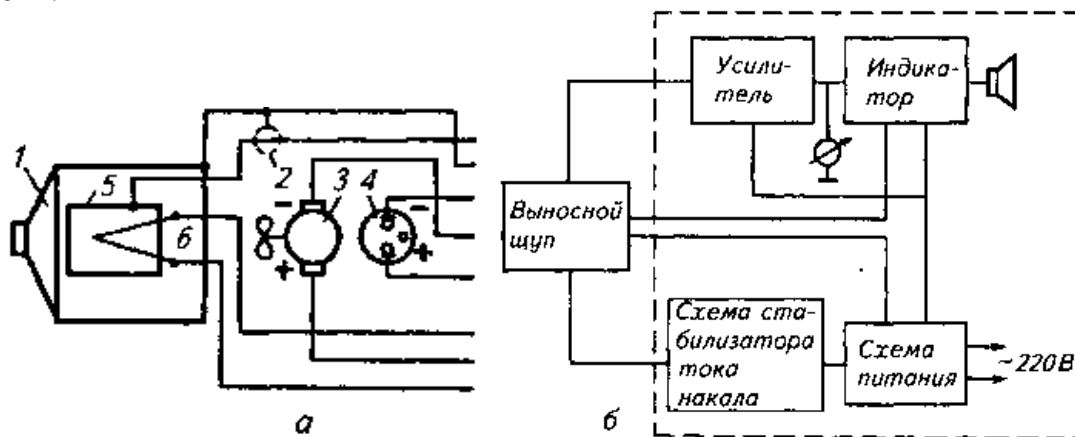 1
5
6
2
3
4
−
+
−
+
а
Усили-
тель
Индика-
тор
Выносной
щуп
Схема ста-
билизатора
тока
накала
Схема
питания
~220В
б